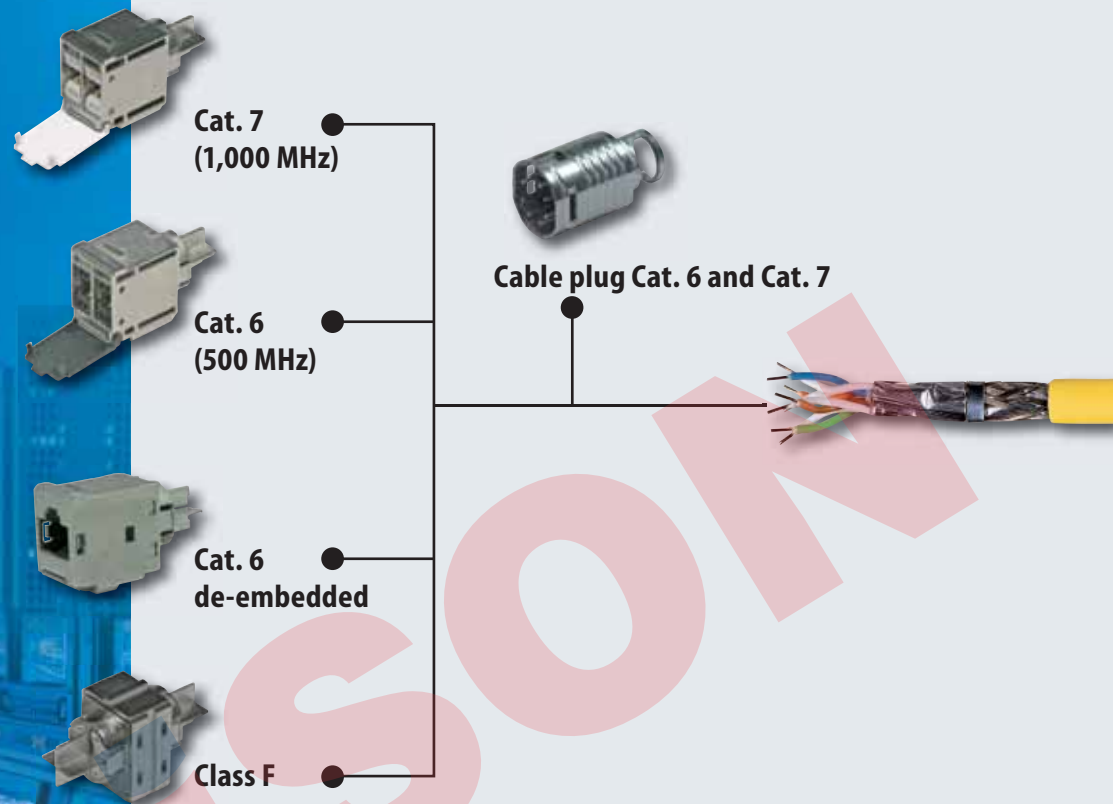 Cat. 7
(1,000 MHz)
Cable plug Cat. 6 and Cat. 7
Cat. 6
(500 MHz)
Cat. 6
de-embedded
Class F
SON